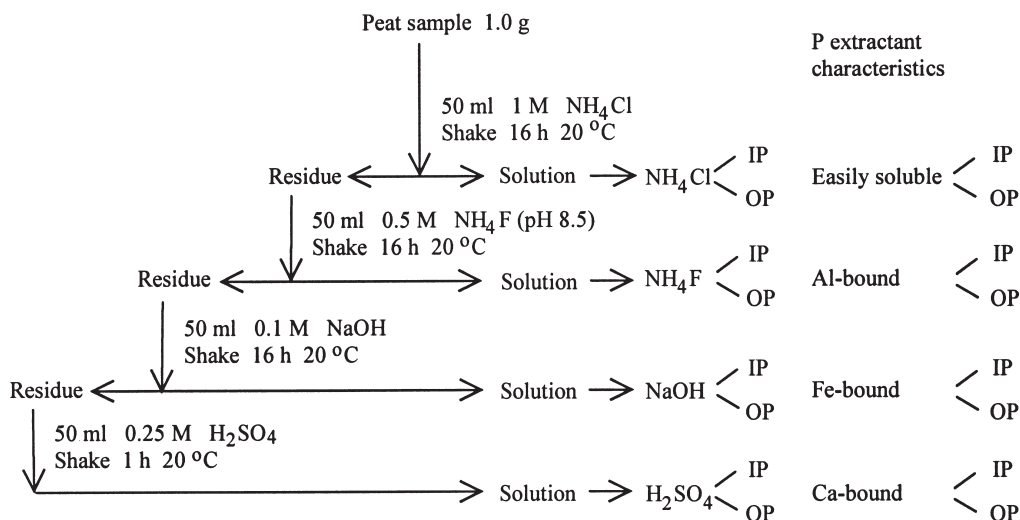 Peat sample 1.0 g
P extractant
characteristics
50 ml 1 M NH₄Cl
Shake 16 h 20 °C
Residue Solution NH₄Cl IP OP Easily soluble IP OP
50 ml 0.5 M NH₄F (pH 8.5)
Shake 16 h 20 °C
Residue Solution NH₄F IP OP Al-bound IP OP
50 ml 0.1 M NaOH
Shake 16 h 20 °C
Residue Solution NaOH IP OP Fe-bound IP OP
50 ml 0.25 M H₂SO₄
Shake 1 h 20 °C
Solution H₂SO₄ IP OP Ca-bound IP OP